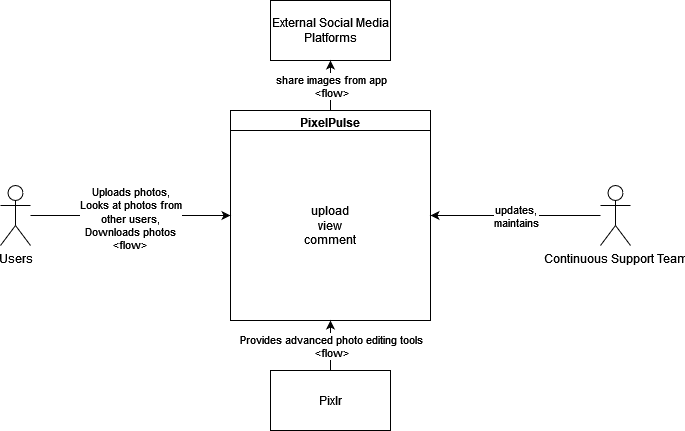 External Social Media
Platforms
share images from app
<flow>
PixelPulse
Uploads photos,
Looks at photos from
other users,
Downloads photos
<flow>
Users
upload
view
comment
updates,
maintains
Continuous Support Team
Provides advanced photo editing tools
<flow>
Pixlr